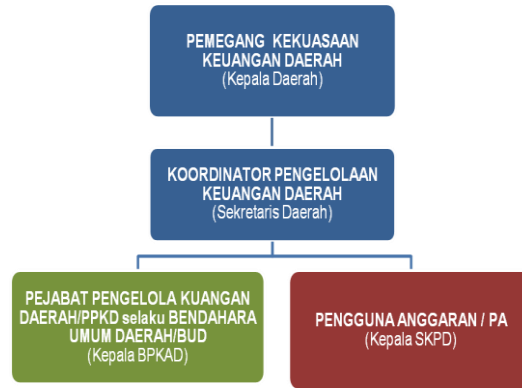 PEMEGANG KEKUASAAN
KEUANGAN DAERAH
(Kepala Daerah)
KOORDINATOR PENGELOLAAN
KEUANGAN DAERAH
(Sekretaris Daerah)
PEJABAT PENGELOLA KUANGAN
DAERAH/PPKD selaku BENDAHARA
UMUM DAERAH/BUD
(Kepala BPKAD)
PENGGUNA ANGGARAN / PA
(Kepala SKPD)